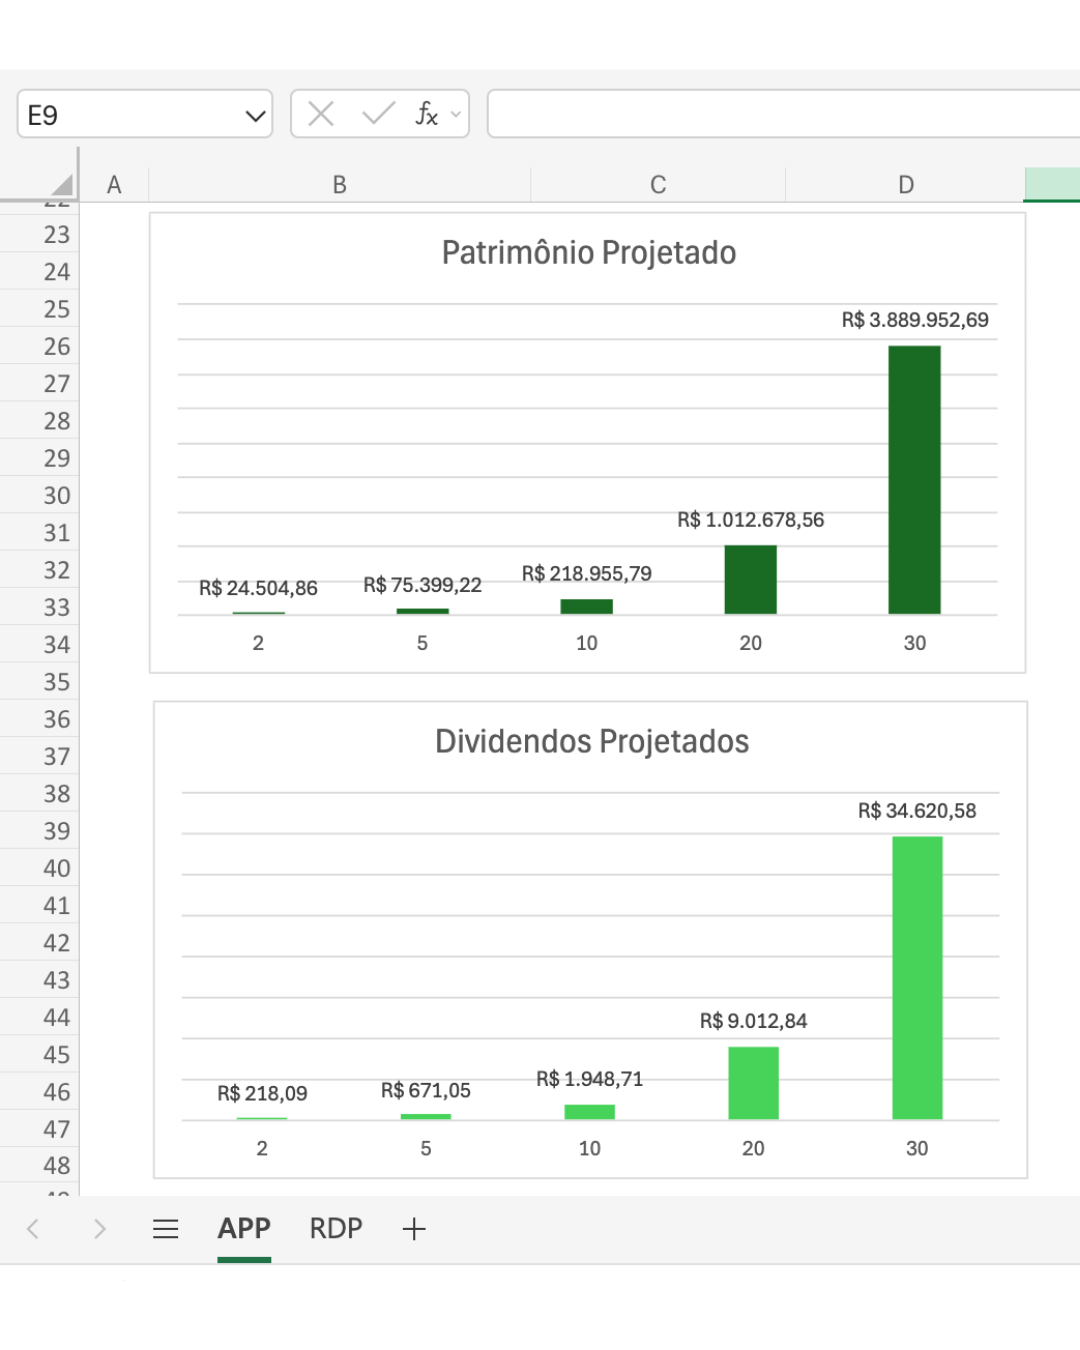 E9
fx
A B C D
22
23
24
25
26
27
28
29
30
31
32
33
34
35
36
37
38
39
40
41
42
43
44
45
46
47
48
49
Patrimônio Projetado
R$ 3.889.952,69
R$ 1.012.678,56
R$ 218.955,79
R$ 75.399,22
R$ 24.504,86
2 5 10 20 30
Dividendos Projetados
R$ 34.620,58
R$ 9.012,84
R$ 1.948,71
R$ 671,05
R$ 218,09
2 5 10 20 30
APP RDP